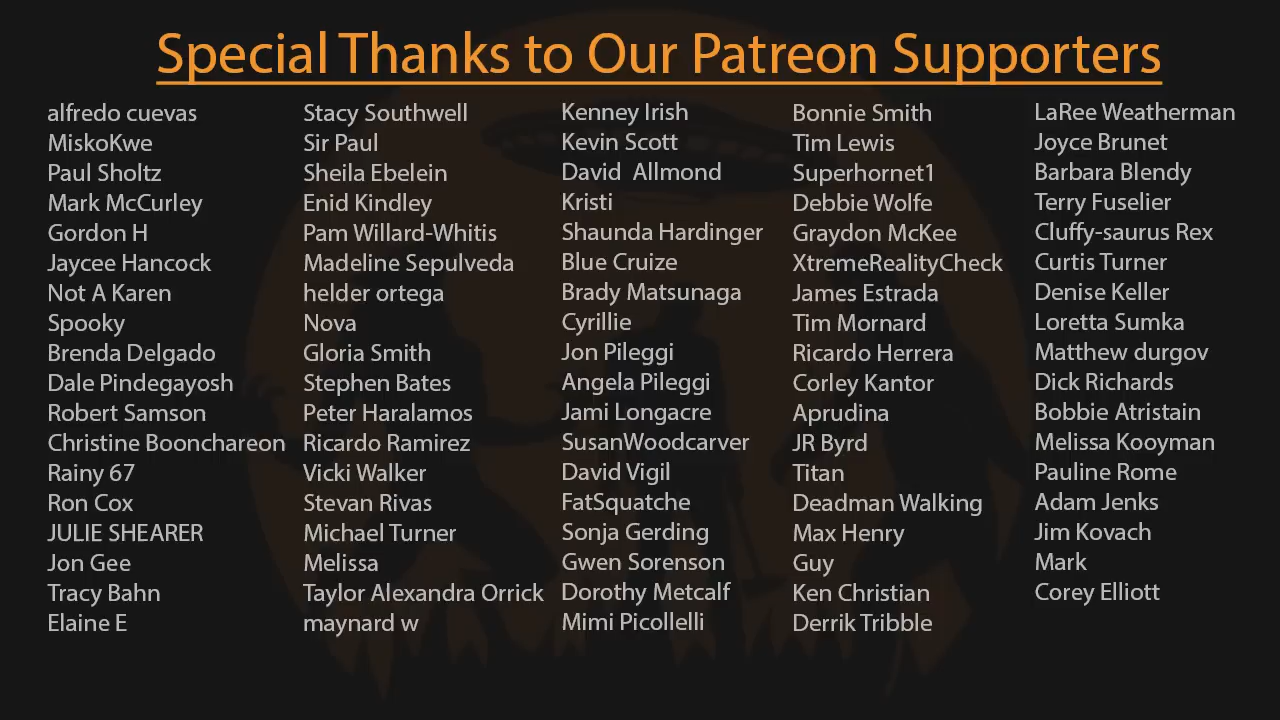 Special Thanks to Our Patreon Supporters
alfredo cuevas
MiskoKwe
Paul Sholtz
Mark McCurley
Gordon H
Jaycee Hancock
Not A Karen
Spooky
Brenda Delgado
Dale Pindegayosh
Robert Samson
Christine Boonchareon
Rainy 67
Ron Cox
JULIE SHEARER
Jon Gee
Tracy Bahn
Elaine E
Stacy Southwell
Sir Paul
Sheila Ebelein
Enid Kindley
Pam Willard-Whitis
Madeline Sepulveda
helder ortega
Nova
Gloria Smith
Stephen Bates
Peter Haralamos
Ricardo Ramirez
Vicki Walker
Stevan Rivas
Michael Turner
Melissa
Taylor Alexandra Orrick
maynard w
Kenney Irish
Kevin Scott
David  Allmond
Kristi
Shaunda Hardinger
Blue Cruize
Brady Matsunaga
Cyrillie
Jon Pileggi
Angela Pileggi
Jami Longacre
SusanWoodcarver
David Vigil
FatSquatche
Sonja Gerding
Gwen Sorenson
Dorothy Metcalf
Mimi Picollelli
Bonnie Smith
Tim Lewis
Superhornet1
Debbie Wolfe
Graydon McKee
XtremeRealityCheck
James Estrada
Tim Mornard
Ricardo Herrera
Corley Kantor
Aprudina
JR Byrd
Titan
Deadman Walking
Max Henry
Guy
Ken Christian
Derrik Tribble
LaRee Weatherman
Joyce Brunet
Barbara Blendy
Terry Fuselier
Cluffy-saurus Rex
Curtis Turner
Denise Keller
Loretta Sumka
Matthew durgov
Dick Richards
Bobbie Atristain
Melissa Kooyman
Pauline Rome
Adam Jenks
Jim Kovach
Mark
Corey Elliott